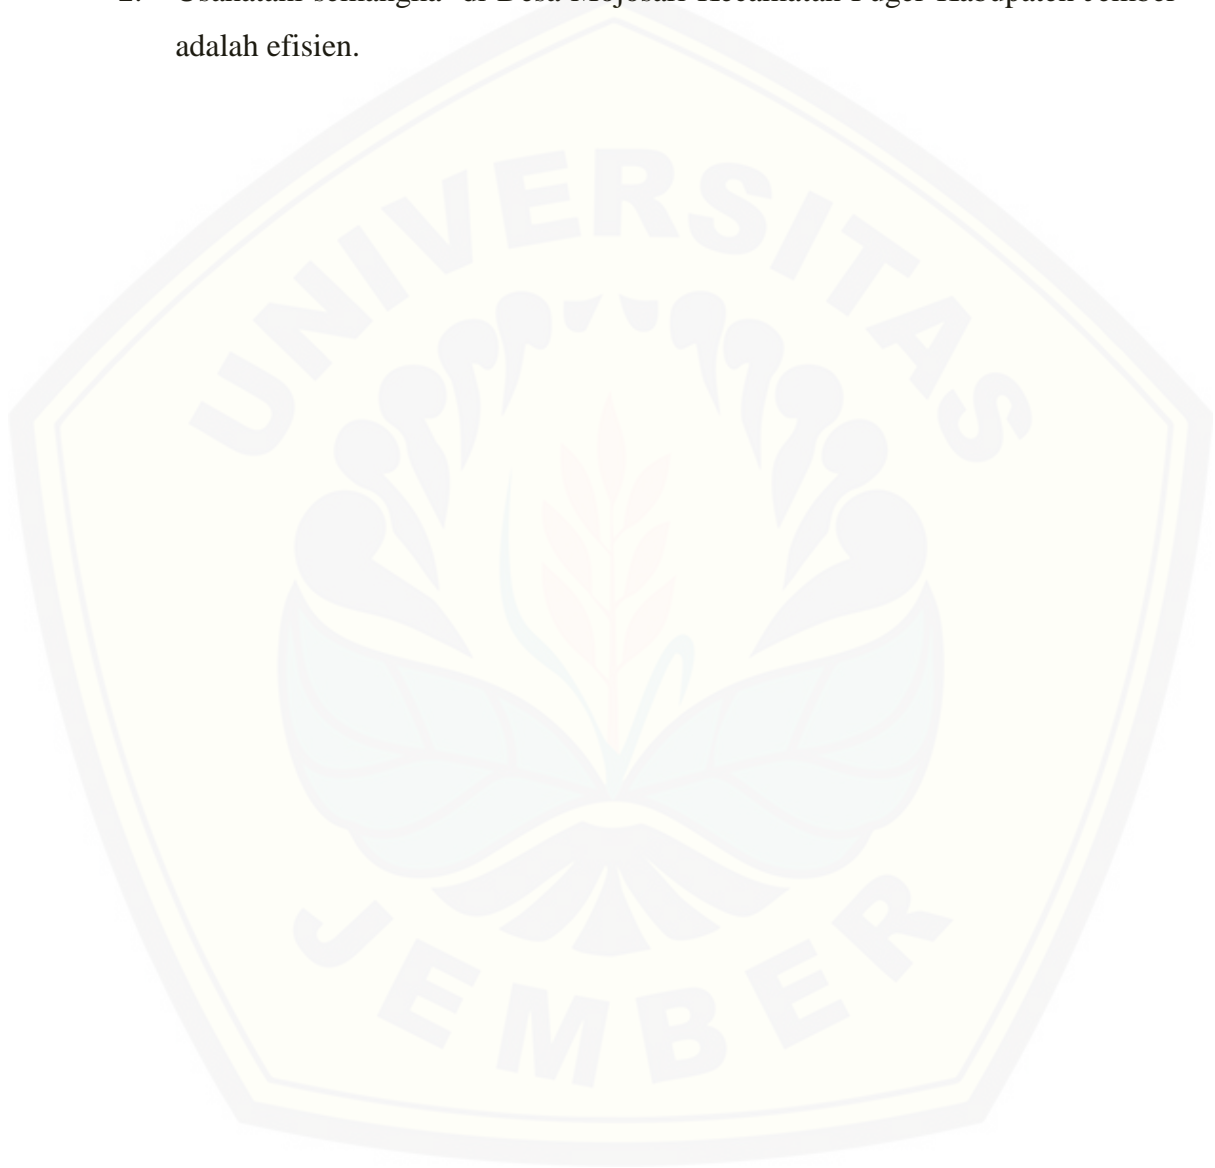 2. Usahatani semangka di Desa Mojosari Kecamatan Puger Kabupaten Jember
adalah efisien.
UNIVERSITAS
JEMBER